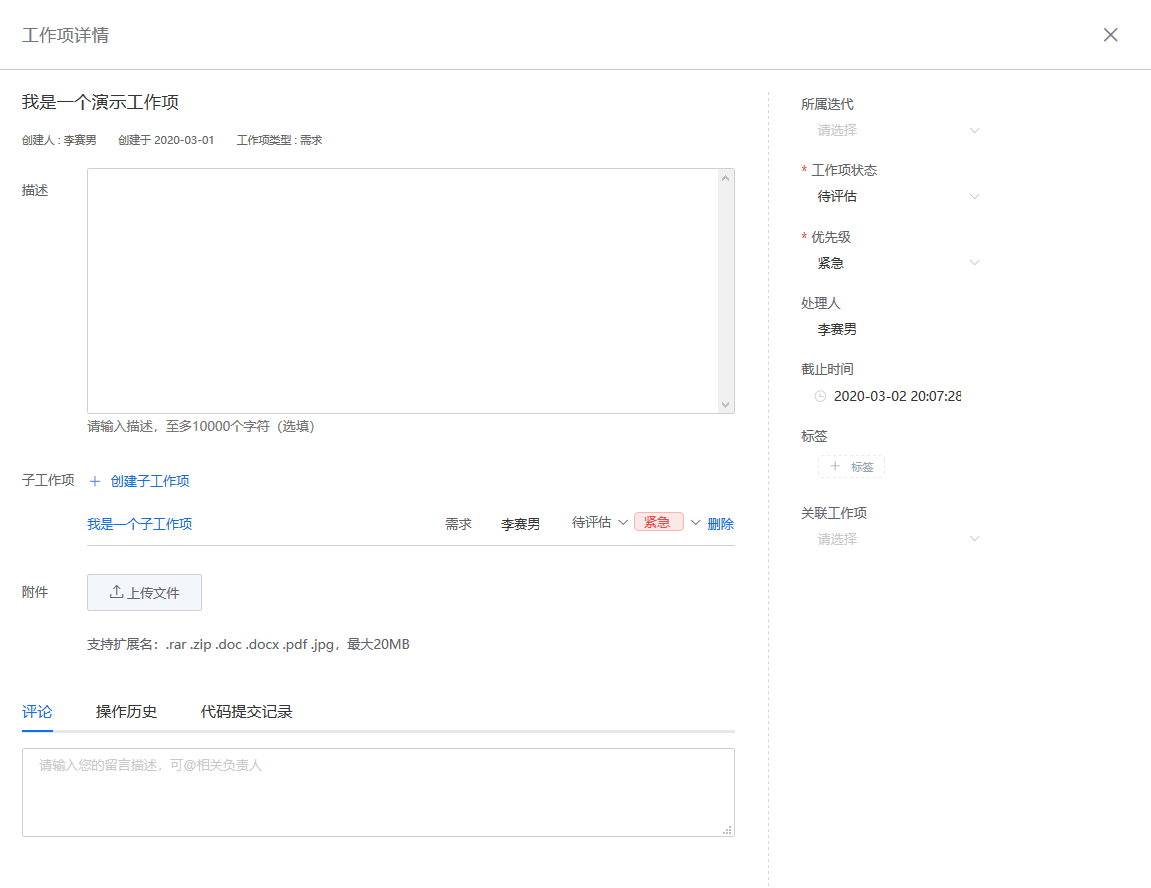 工作项详情
我是一个演示工作项
创建人 : 李赛男 创建于 2020-03-01 工作项类型 : 需求
描述
请输入描述，至多10000个字符（选填）
子工作项 + 创建子工作项
我是一个子工作项 需求 李赛男 待评估 紧急 删除
附件 上传文件
支持扩展名：.rar .zip .doc .docx .pdf .jpg，最大20MB
评论 操作历史 代码提交记录
请输入您的留言描述，可@相关负责人
所属迭代
请选择
* 工作项状态
待评估
* 优先级
紧急
处理人
李赛男
截止时间
2020-03-02 20:07:28
标签
+ 标签
关联工作项
请选择